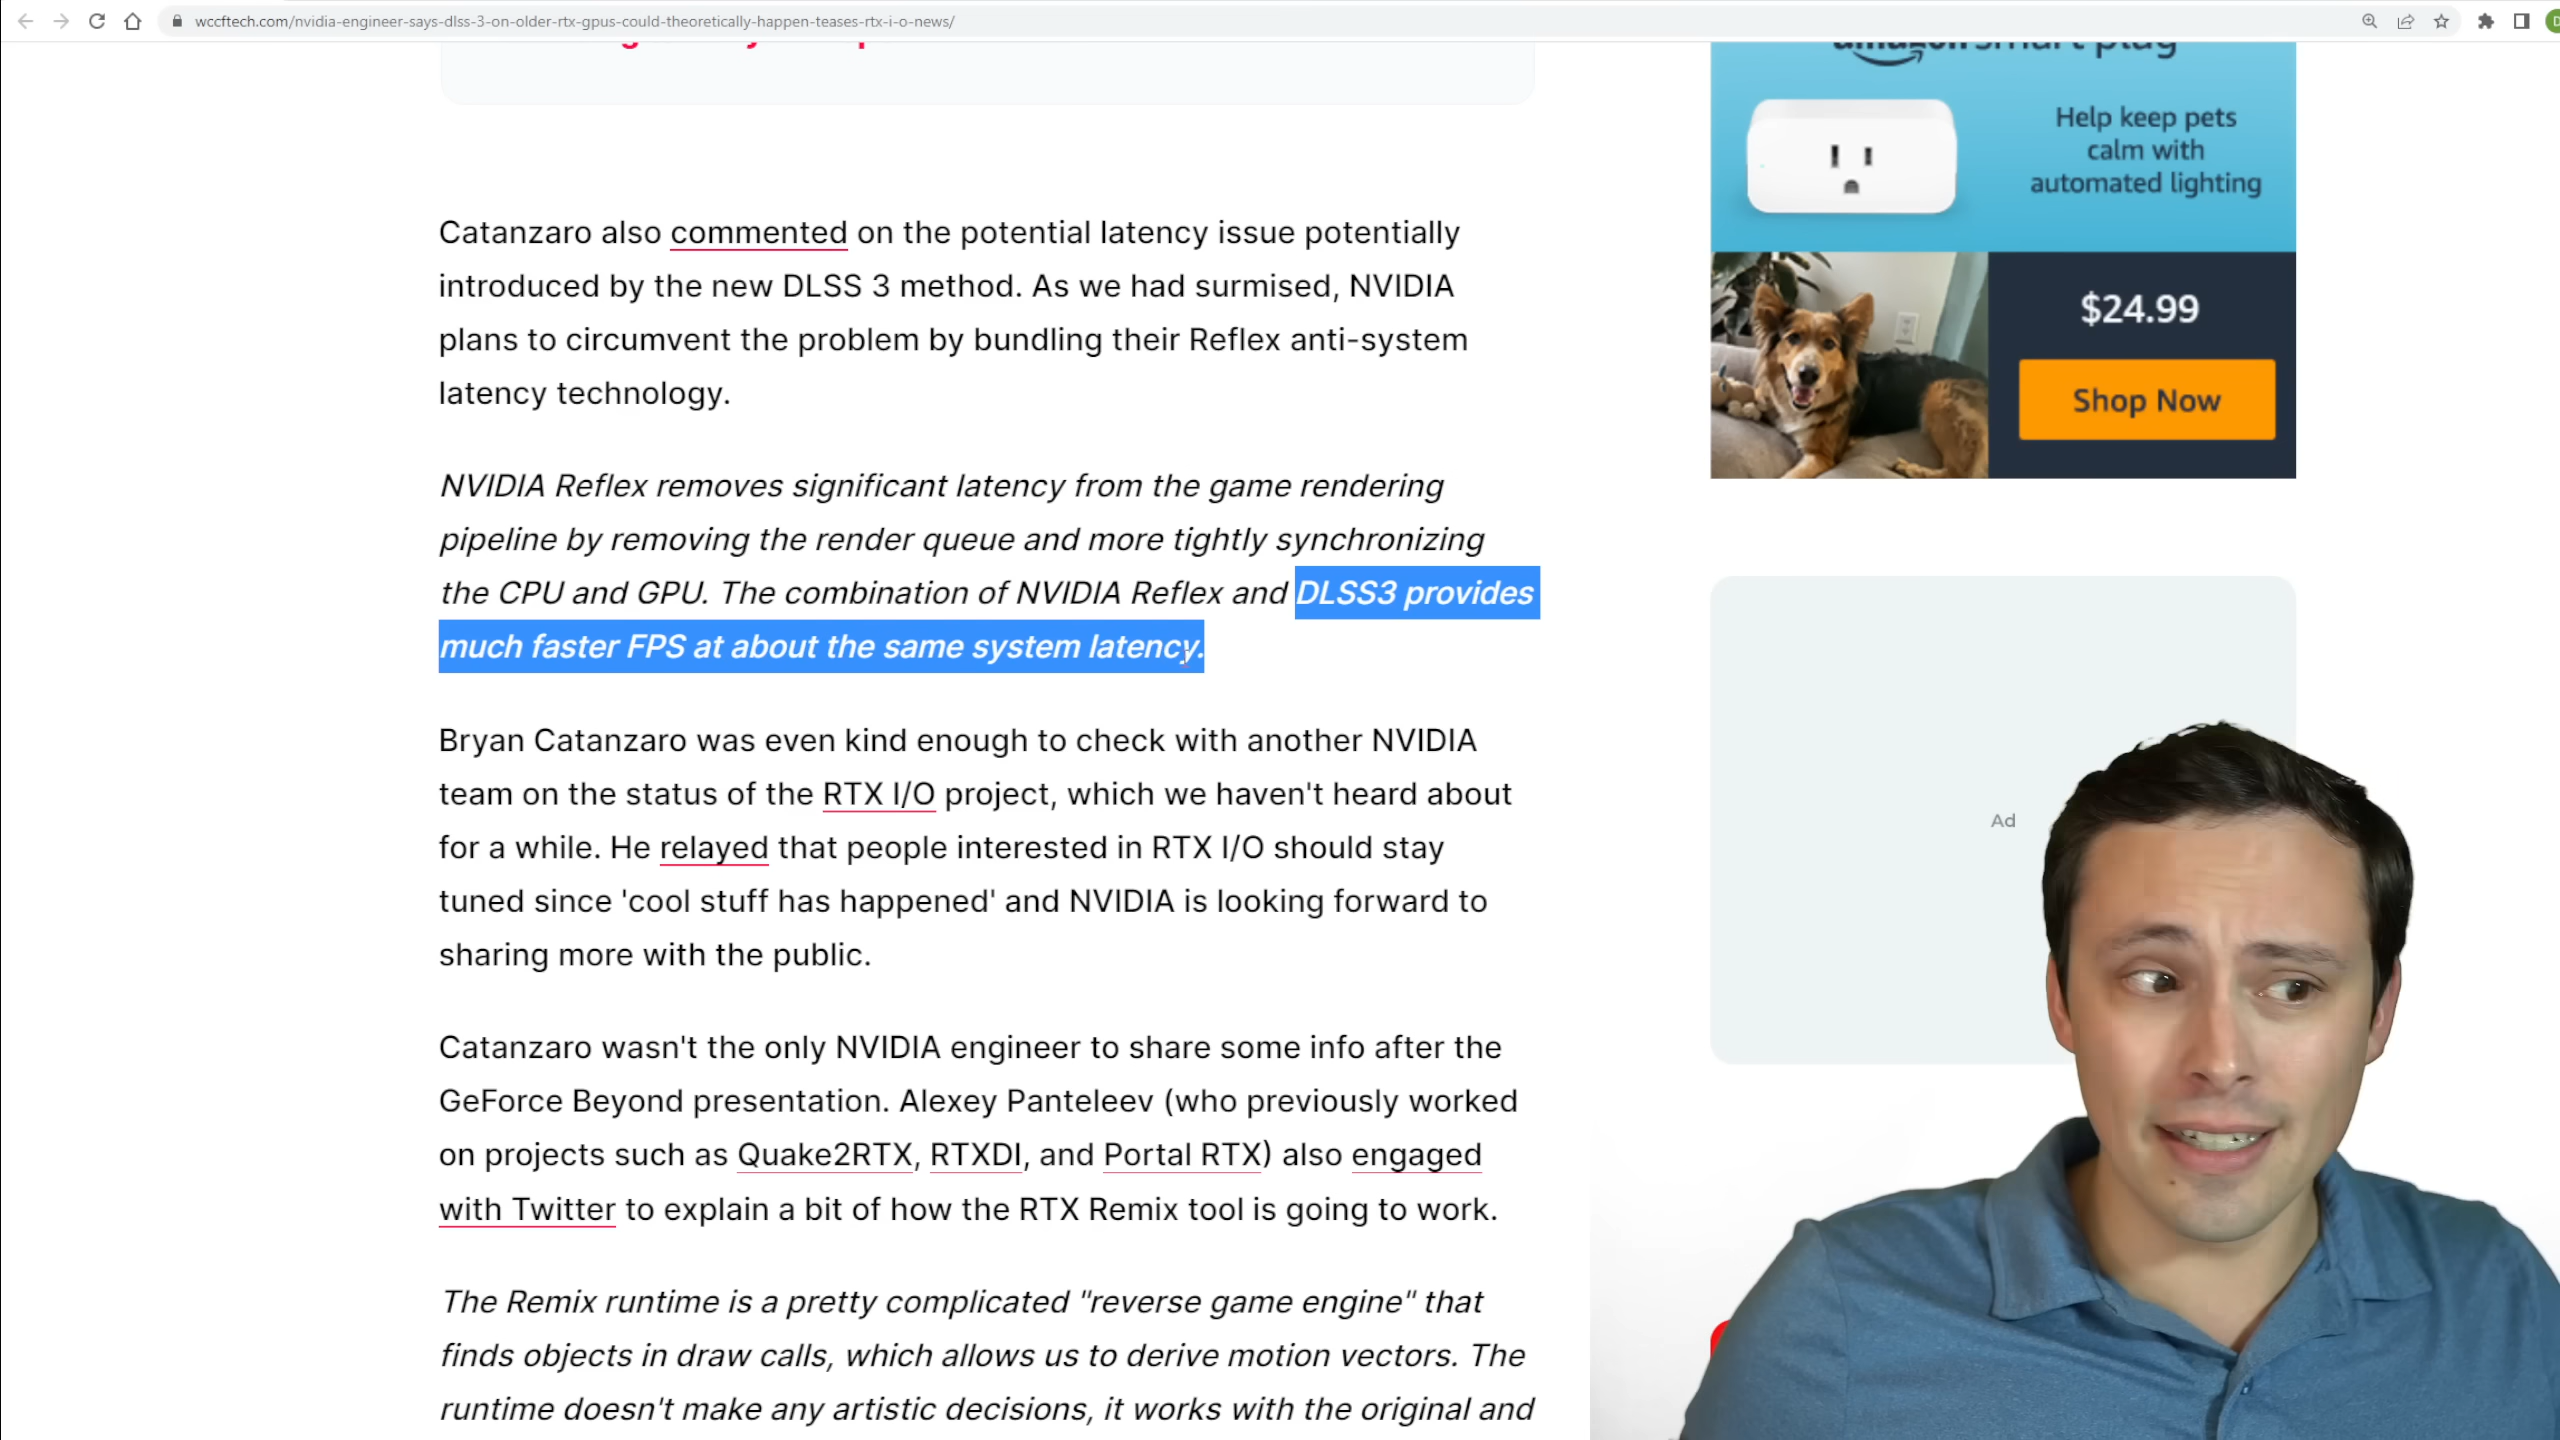 wccftech.com/nvidia-engineer-says-dlss-3-on-older-rtx-gpus-could-theoretically-happen-teases-rtx-i-o-news/
Catanzaro also commented on the potential latency issue potentially
introduced by the new DLSS 3 method. As we had surmised, NVIDIA
plans to circumvent the problem by bundling their Reflex anti-system
latency technology.
NVIDIA Reflex removes significant latency from the game rendering
pipeline by removing the render queue and more tightly synchronizing
the CPU and GPU. The combination of NVIDIA Reflex and DLSS3 provides
much faster FPS at about the same system latency.
Bryan Catanzaro was even kind enough to check with another NVIDIA
team on the status of the RTX I/O project, which we haven't heard about
for a while. He relayed that people interested in RTX I/O should stay
tuned since 'cool stuff has happened' and NVIDIA is looking forward to
sharing more with the public.
Catanzaro wasn't the only NVIDIA engineer to share some info after the
GeForce Beyond presentation. Alexey Panteleev (who previously worked
on projects such as Quake2RTX, RTXDI, and Portal RTX) also engaged
with Twitter to explain a bit of how the RTX Remix tool is going to work.
The Remix runtime is a pretty complicated "reverse game engine" that
finds objects in draw calls, which allows us to derive motion vectors. The
runtime doesn't make any artistic decisions, it works with the original and
amazon smart plug
Help keep pets
calm with
automated lighting
$24.99
Shop Now
Ad